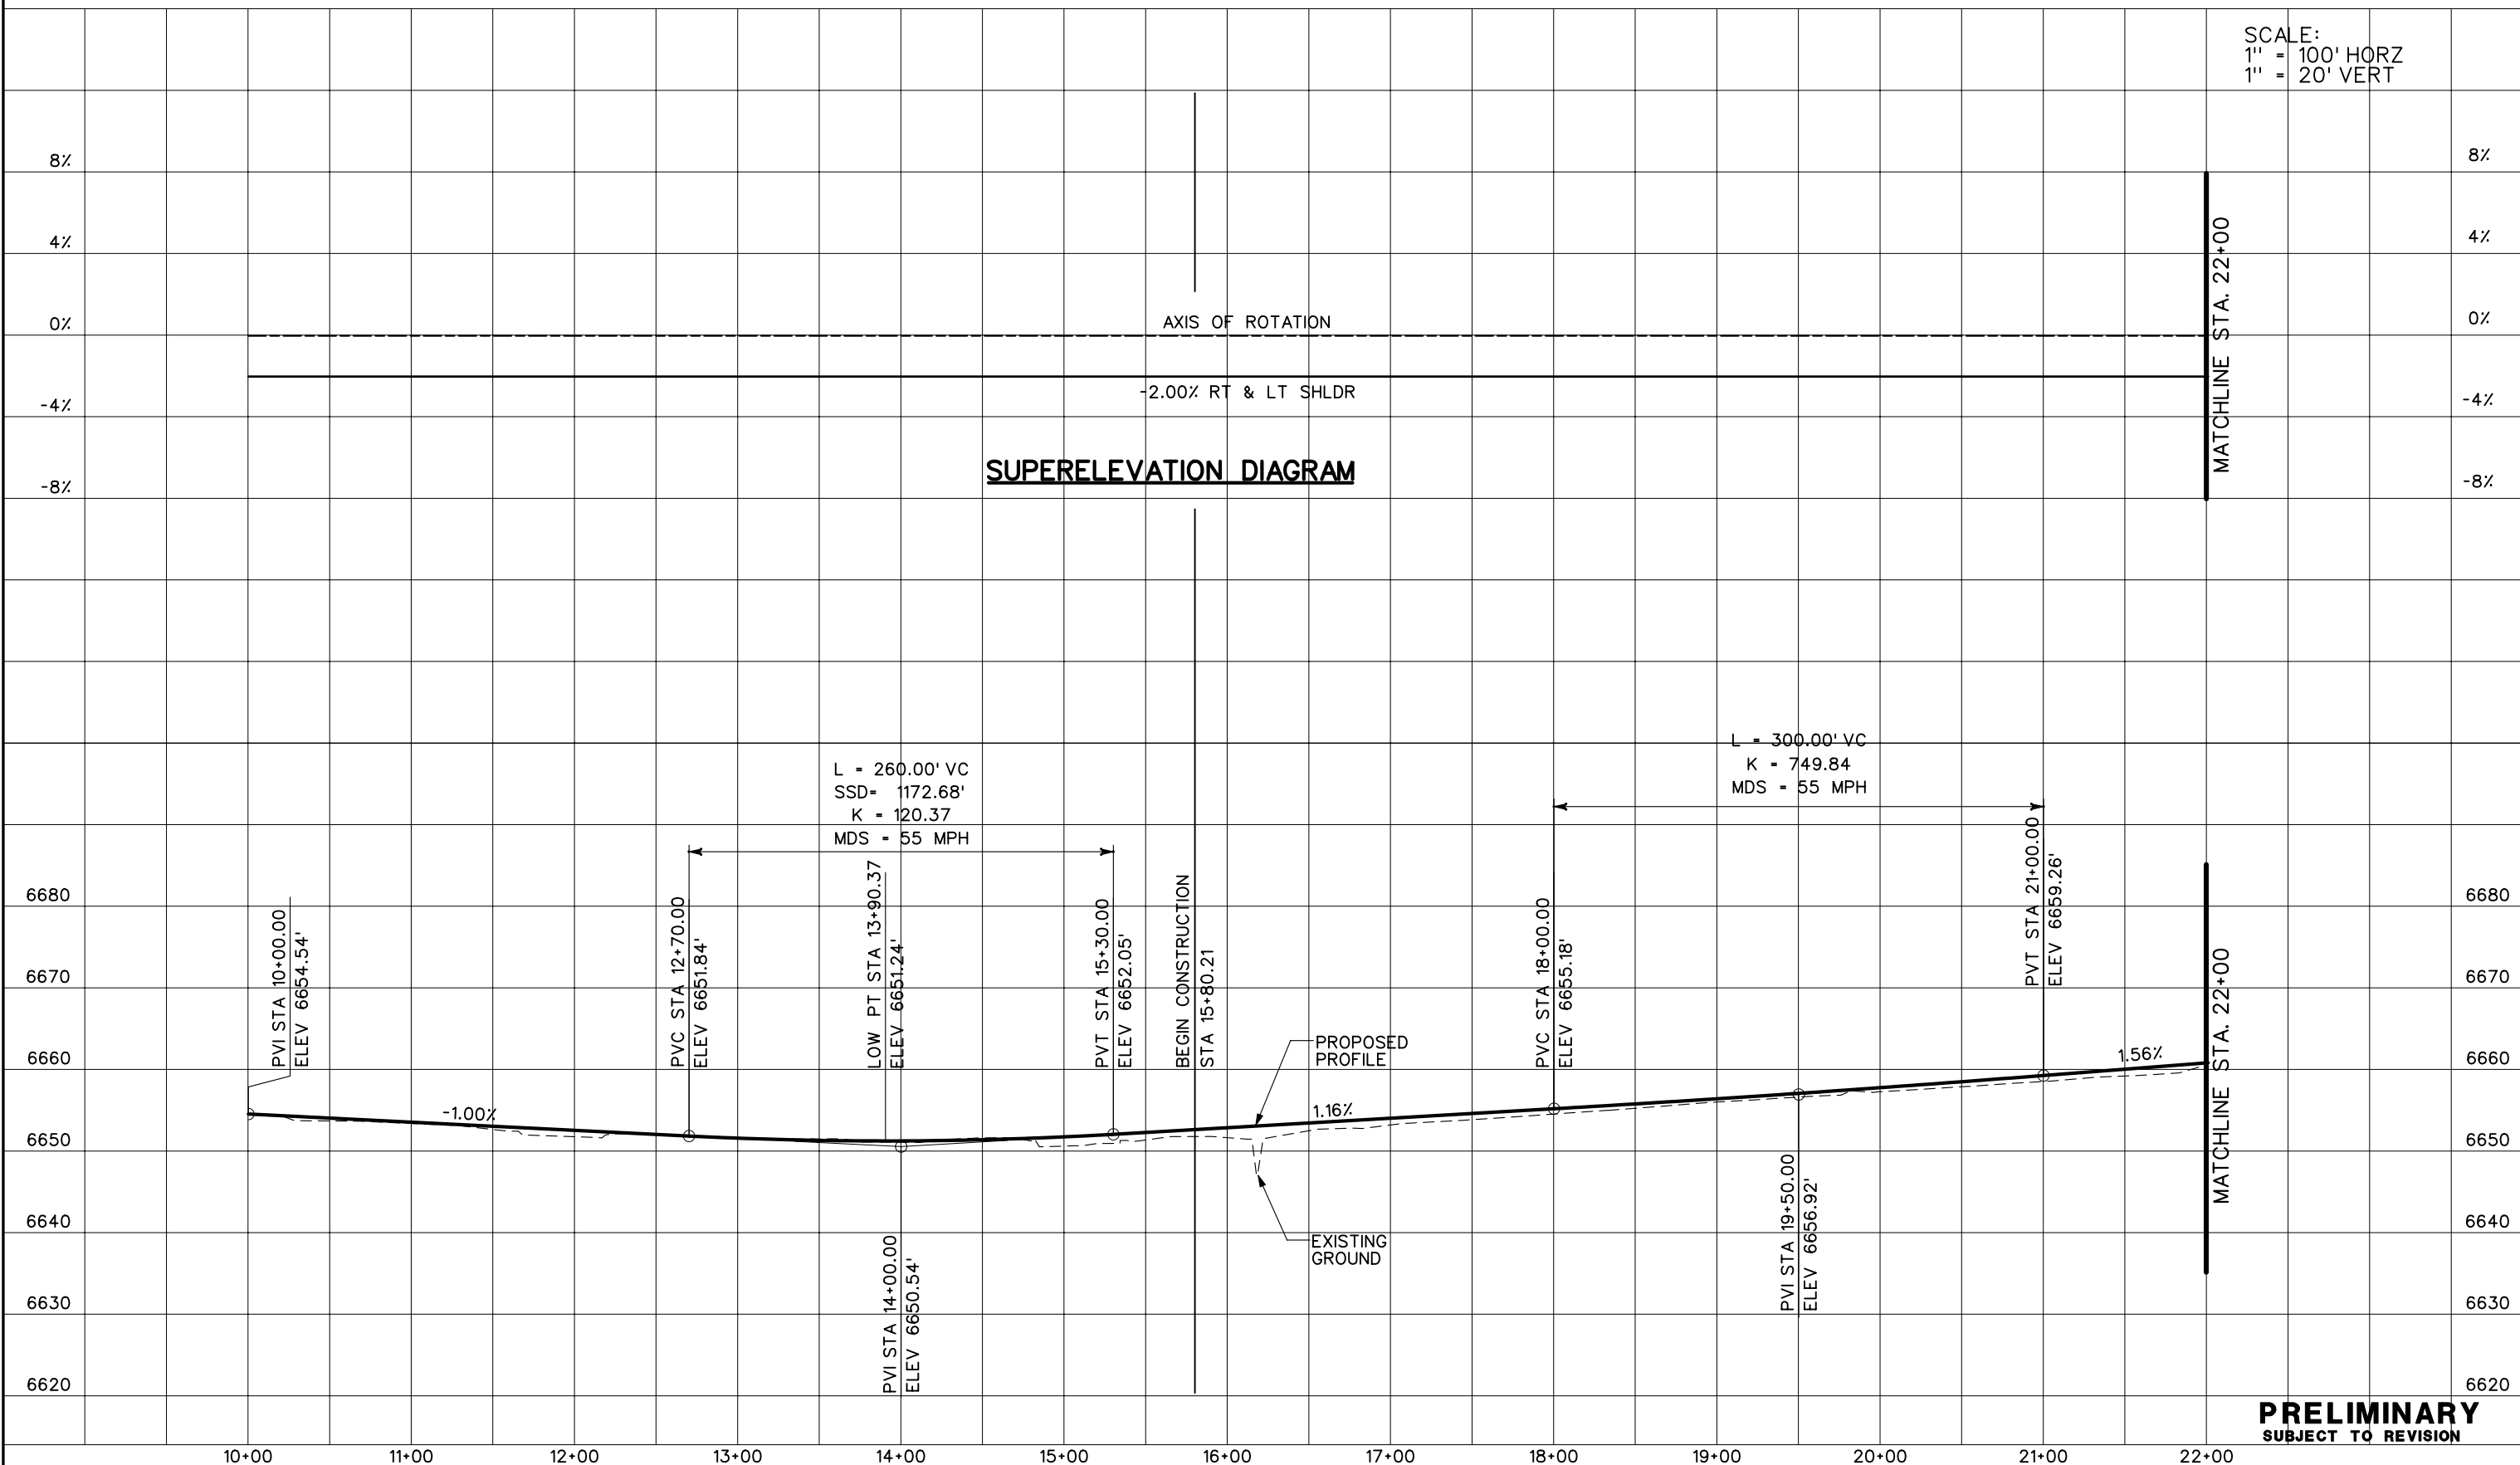 SCALE:
1" = 100' HORZ
1" = 20' VERT
8% 8%
4% 4%
0% 0%
-4% -4%
-8% -8%
AXIS OF ROTATION
-2.00% RT & LT SHLDR
MATCHLINE STA. 22+00
SUPERELEVATION DIAGRAM
L = 260.00' VC
SSD= 1172.68'
K = 120.37
MDS = 55 MPH
L = 300.00' VC
K = 749.84
MDS = 55 MPH
6680 6680
6670 6670
6660 6660
6650 6650
6640 6640
6630 6630
6620 6620
PVI STA 10+00.00
ELEV 6654.54'
-1.00%
PVC STA 12+70.00
ELEV 6651.84'
LOW PT STA 13+90.37
ELEV 6651.24'
PVI STA 14+00.00
ELEV 6650.54'
PVT STA 15+30.00
ELEV 6652.05'
BEGIN CONSTRUCTION
STA 15+80.21
PROPOSED
PROFILE
1.16%
EXISTING
GROUND
PVC STA 18+00.00
ELEV 6655.18'
PVI STA 19+50.00
ELEV 6656.92'
PVT STA 21+00.00
ELEV 6659.26'
1.56%
MATCHLINE STA. 22+00
PRELIMINARY
SUBJECT TO REVISION
10+00 11+00 12+00 13+00 14+00 15+00 16+00 17+00 18+00 19+00 20+00 21+00 22+00